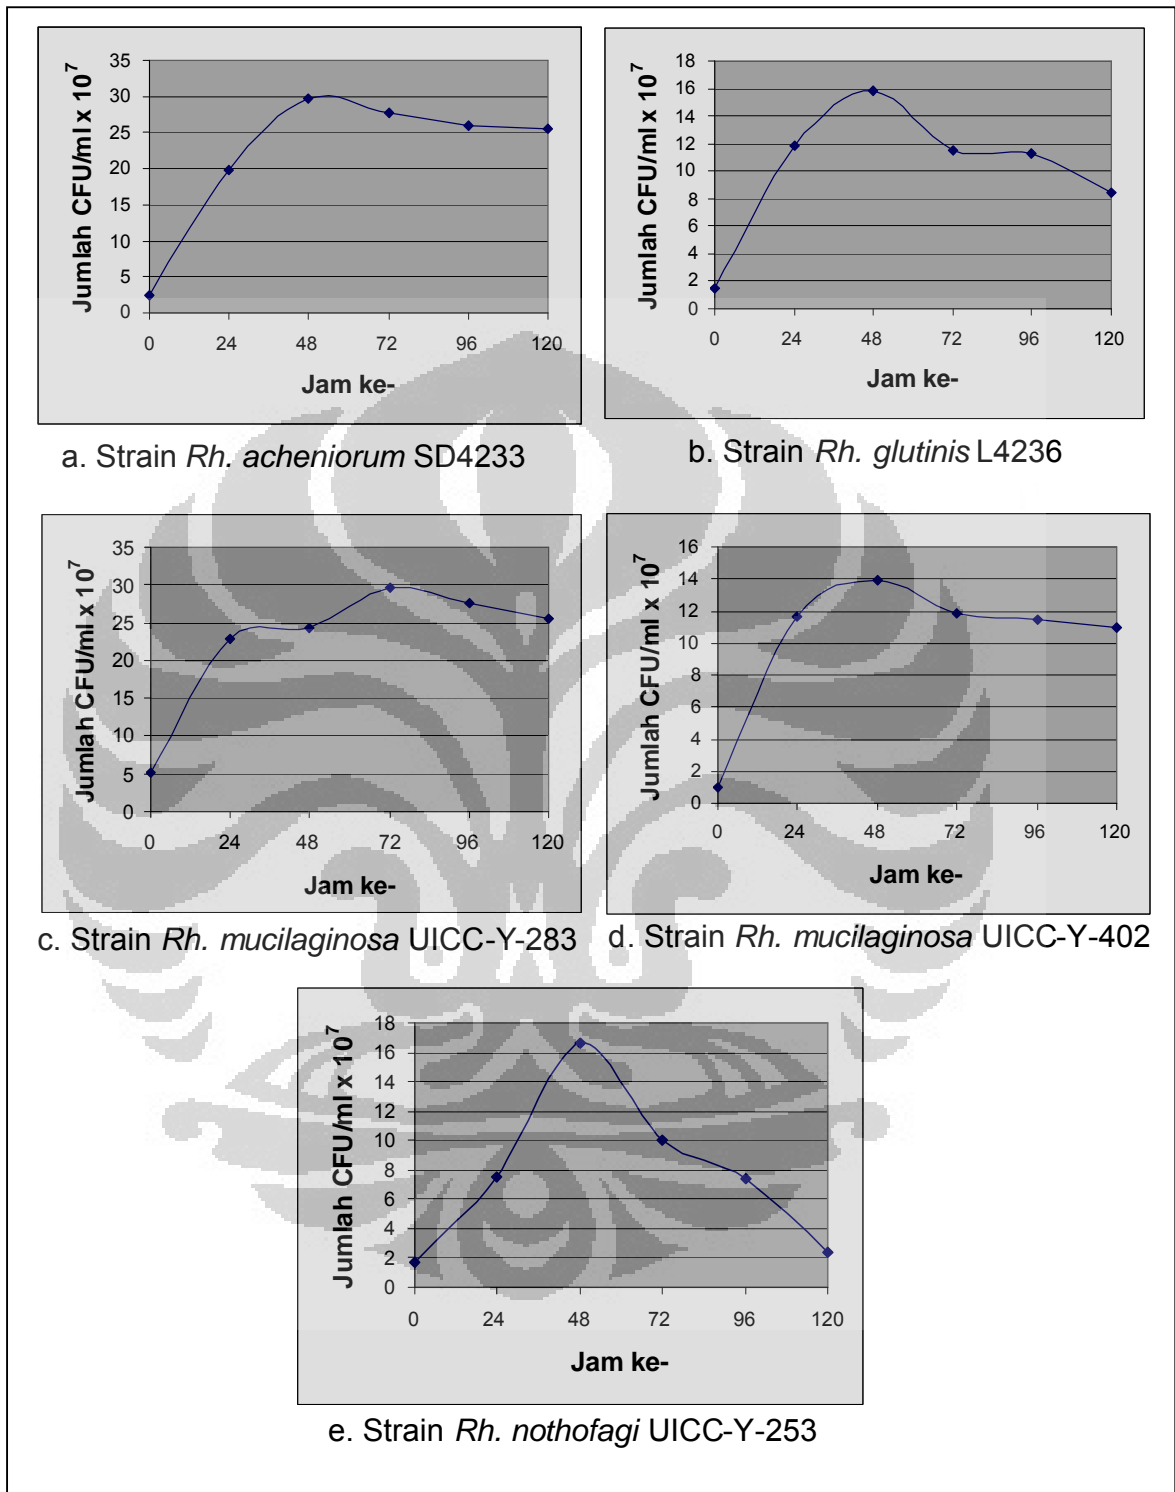 Jumlah CFU/ml x 10^7
35
30
25
20
15
10
5
0
0 24 48 72 96 120
Jam ke-
a. Strain Rh. acheniorum SD4233
Jumlah CFU/ml x 10^7
18
16
14
12
10
8
6
4
2
0
0 24 48 72 96 120
Jam ke-
b. Strain Rh. glutinis L4236
Jumlah CFU/ml x 10^7
35
30
25
20
15
10
5
0
0 24 48 72 96 120
Jam ke-
c. Strain Rh. mucilaginosa UICC-Y-283
Jumlah CFU/ml x 10^7
16
14
12
10
8
6
4
2
0
0 24 48 72 96 120
Jam ke-
d. Strain Rh. mucilaginosa UICC-Y-402
Jumlah CFU/ml x 10^7
18
16
14
12
10
8
6
4
2
0
0 24 48 72 96 120
Jam ke-
e. Strain Rh. nothofagi UICC-Y-253